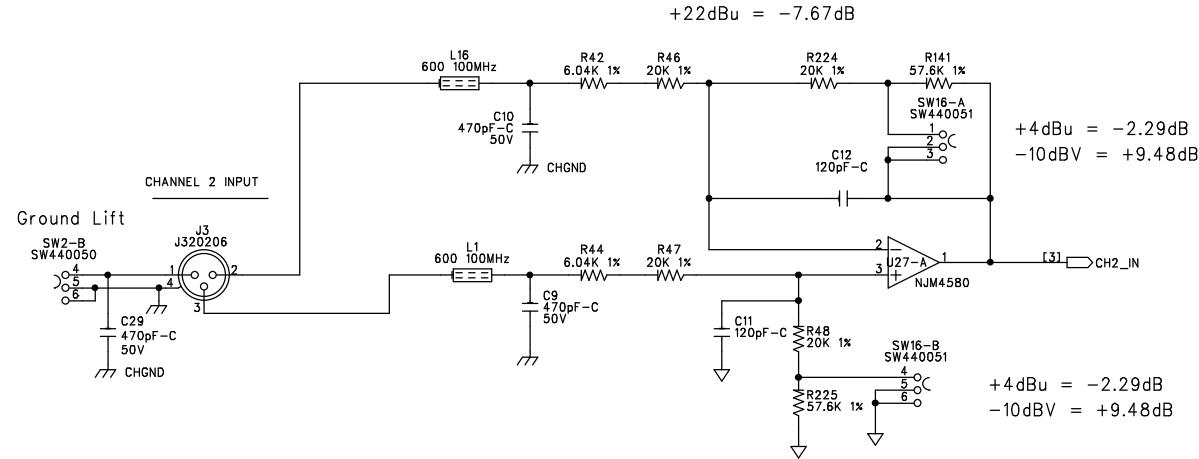 +22dBu = -7.67dB
L16
600 100MHz
R42
6.04K 1%
R46
20K 1%
R224
20K 1%
R141
57.6K 1%
SW16-A
SW440051
1
2
3
+4dBu = -2.29dB
-10dBV = +9.48dB
C10
470pF-C
50V
CHGND
C12
120pF-C
CHANNEL 2 INPUT
Ground Lift
SW2-B
SW440050
4
5
6
J3
J320206
1
2
4
3
C29
470pF-C
50V
CHGND
L1
600 100MHz
R44
6.04K 1%
R47
20K 1%
C9
470pF-C
50V
2
3
U27-A
1
NJM4580
[3]
CH2_IN
C11
120pF-C
R48
20K 1%
SW16-B
SW440051
4
5
6
R225
57.6K 1%
+4dBu = -2.29dB
-10dBV = +9.48dB